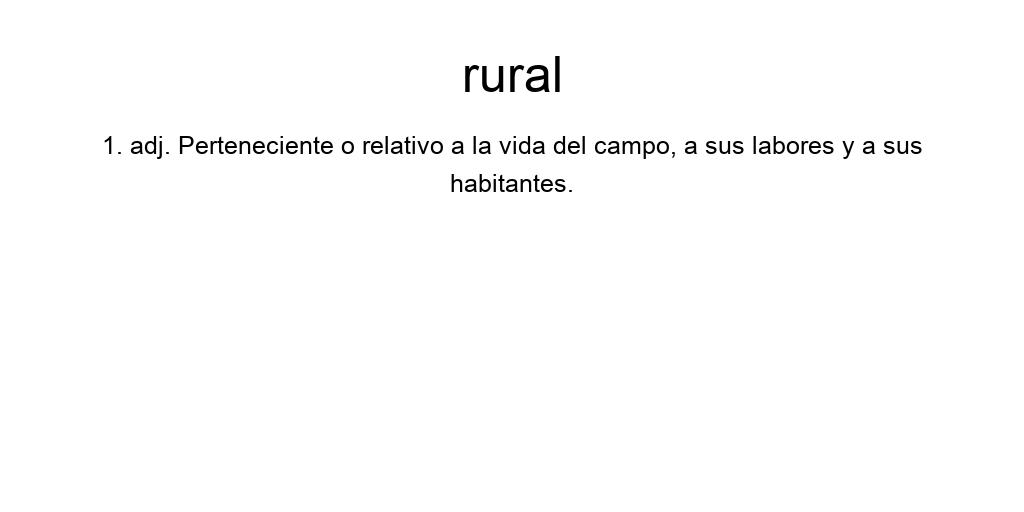 rural
1. adj. Perteneciente o relativo a la vida del campo, a sus labores y a sus
habitantes.